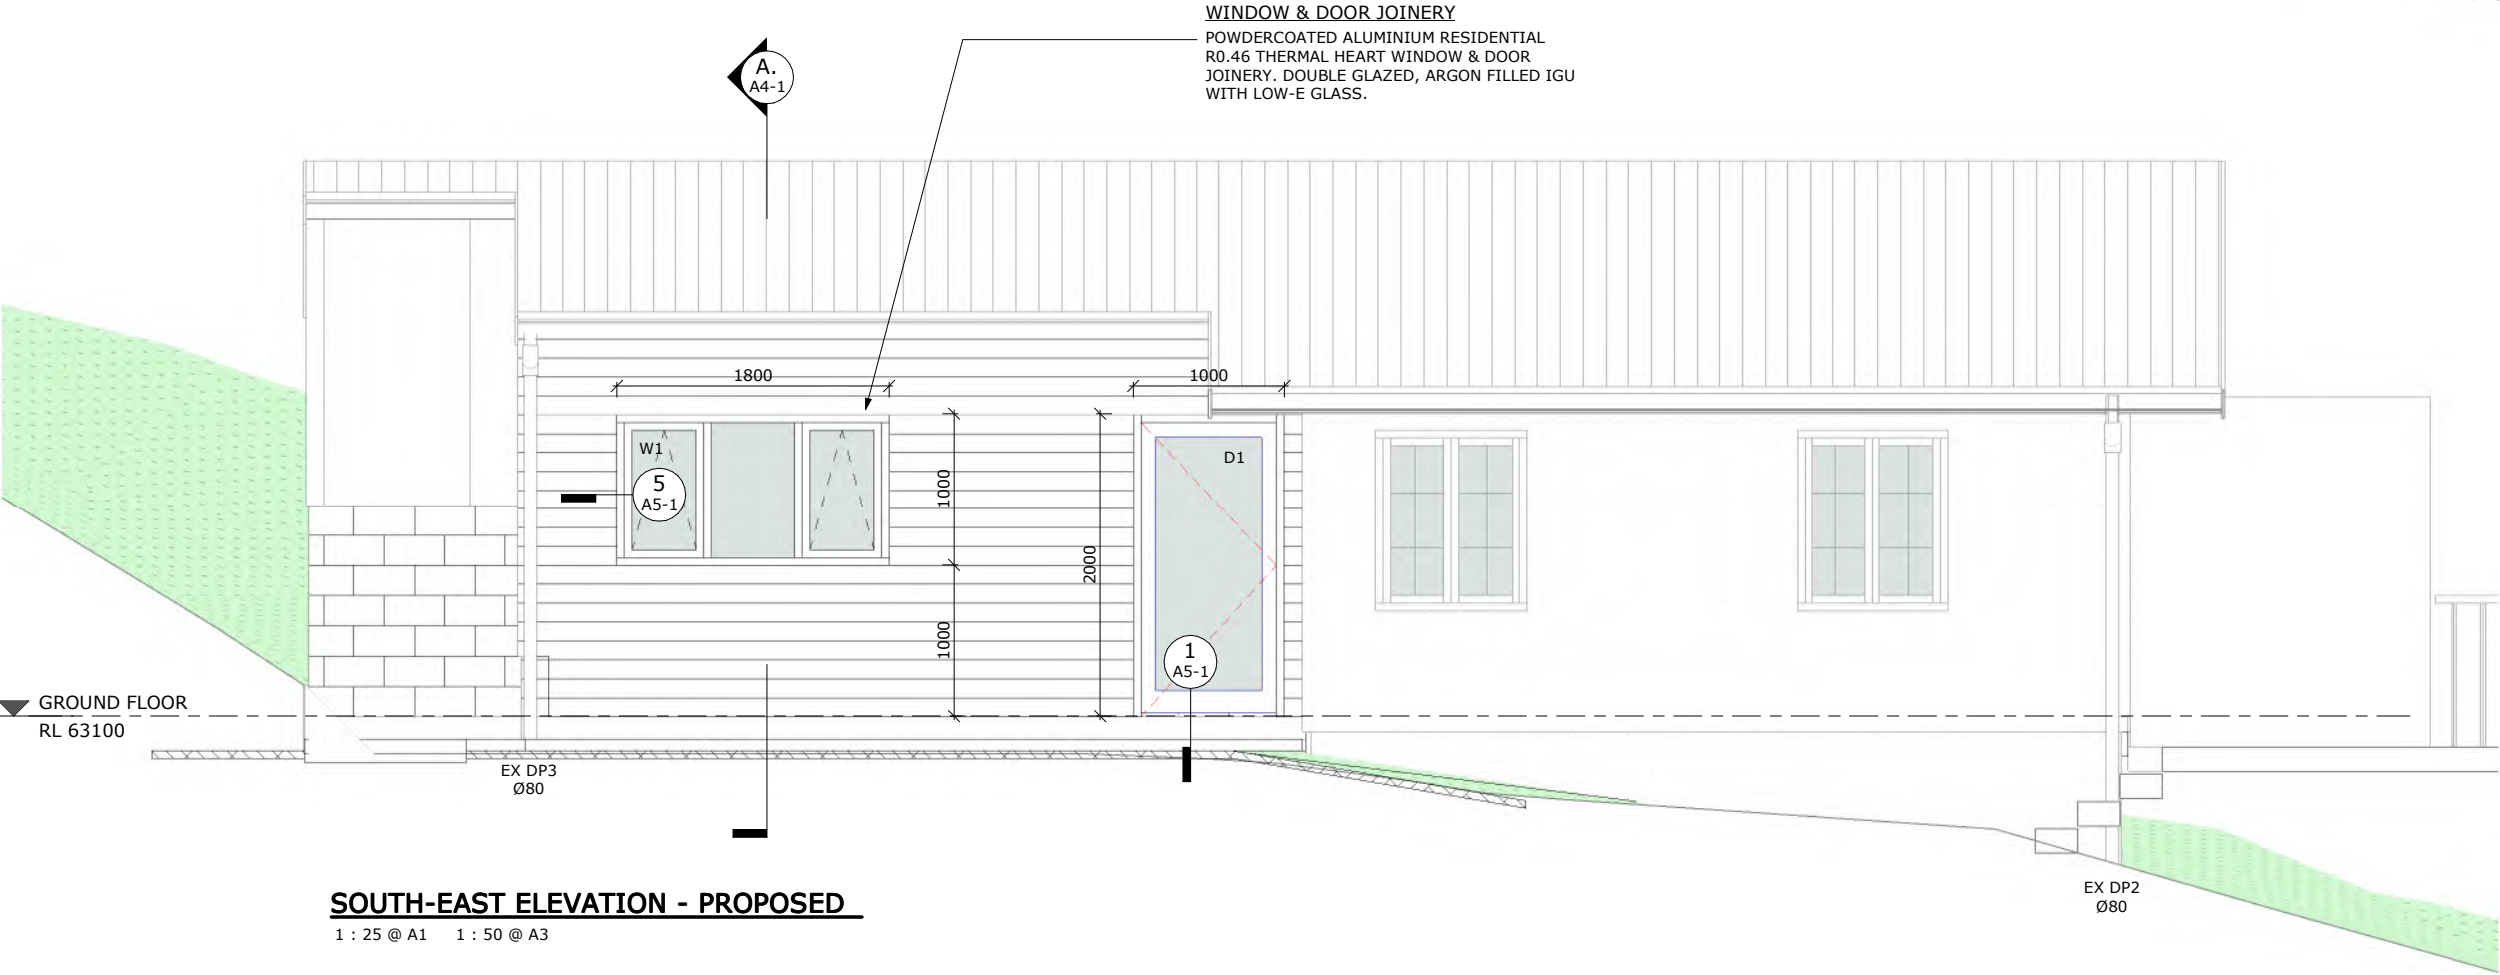 WINDOW & DOOR JOINERY
POWDERCOATED ALUMINIUM RESIDENTIAL
R0.46 THERMAL HEART WINDOW & DOOR
JOINERY. DOUBLE GLAZED, ARGON FILLED IGU
WITH LOW-E GLASS.
A.
A4-1
1800
1000
W1
5
A5-1
1000
1000
2000
D1
1
A5-1
GROUND FLOOR
RL 63100
EX DP3
Ø80
EX DP2
Ø80
SOUTH-EAST ELEVATION - PROPOSED
1 : 25 @ A1 1 : 50 @ A3